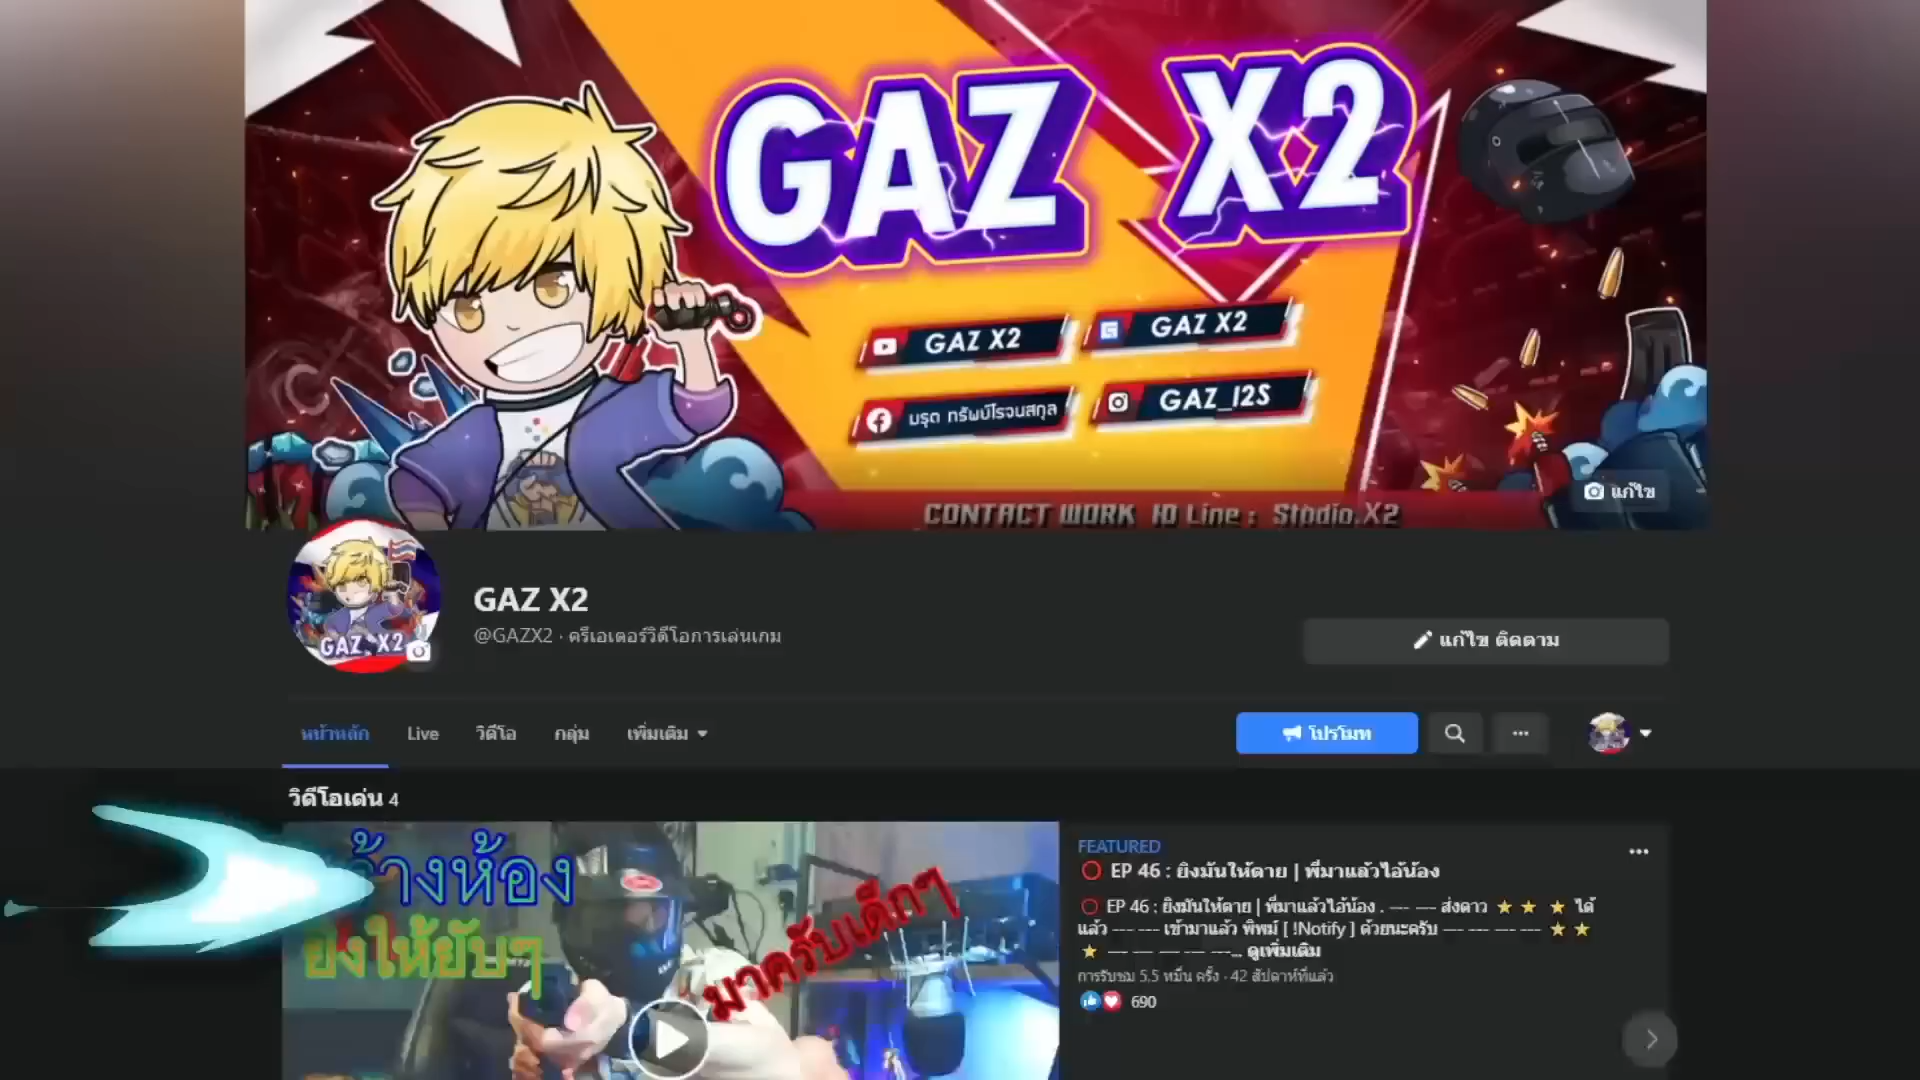 GAZ X2
GAZ X2
GAZ X2
มรุต ทรัพย์โรจนสกุล
GAZ_I2S
แก้ไข
CONTACT WORK ID Line : Stodio.X2
GAZ X2
GAZ X2
@GAZX2 · ครีเอเตอร์วิดีโอการเล่นเกม
แก้ไข ติดตาม
หน้าหลัก
Live
วิดีโอ
กลุ่ม
เพิ่มเติม
โปรโมท
วิดีโอเด่น 4
ล้างห้อง
ยิงให้ยับๆ
มาครับเด็กๆ
FEATURED
EP 46 : ยิงมันให้ตาย | พี่มาแล้วไอ้น้อง
EP 46 : ยิงมันให้ตาย | พี่มาแล้วไอ้น้อง . --- --- ส่งดาว ★ ★ ★ ได้
แล้ว --- --- เข้ามาแล้ว พิพม์ [ !Notify ] ด้วยนะครับ --- --- --- --- ★ ★
★ --- --- --- --- ---... ดูเพิ่มเติม
การรับชม 5.5 หมื่น ครั้ง · 42 สัปดาห์ที่แล้ว
690